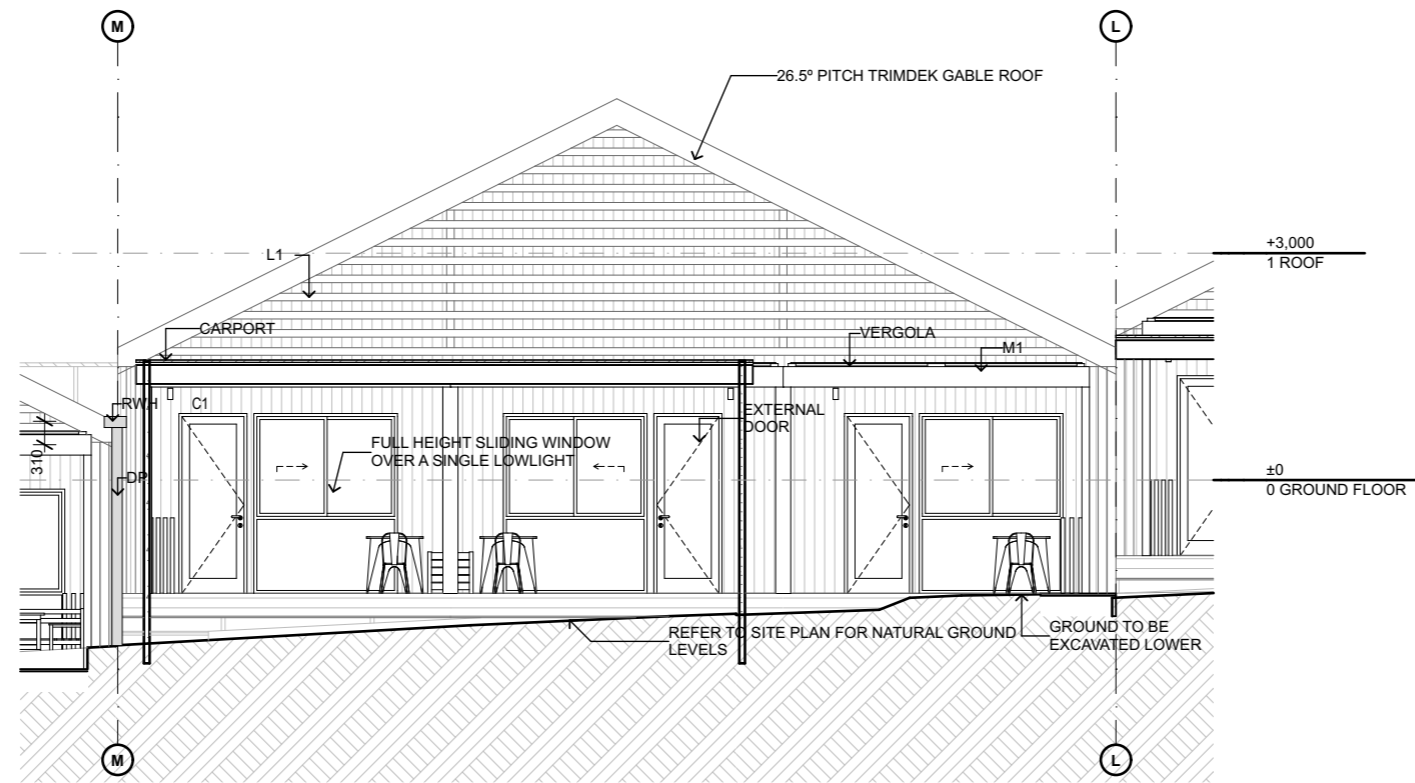 M
L
26.5º PITCH TRIMDEK GABLE ROOF
+3,000
1 ROOF
L1
CARPORT
VERGOLA
M1
RWH
C1
EXTERNAL
DOOR
FULL HEIGHT SLIDING WINDOW
OVER A SINGLE LOWLIGHT
310
DP
±0
0 GROUND FLOOR
REFER TO SITE PLAN FOR NATURAL GROUND
LEVELS
GROUND TO BE
EXCAVATED LOWER
M
L